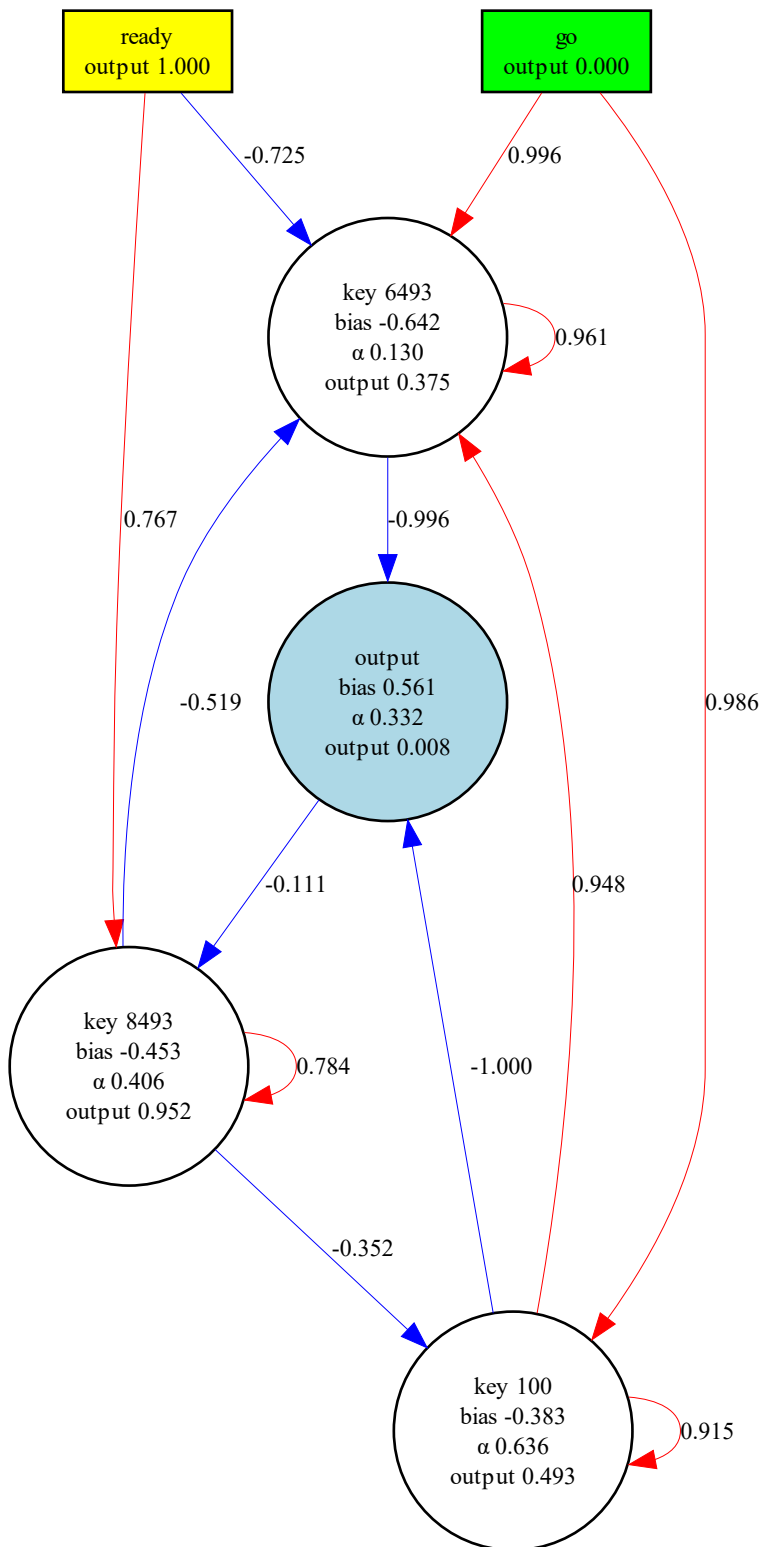 ready
output 1.000
go
output 0.000
-0.725
0.996
key 6493
bias -0.642
α 0.130
output 0.375
0.961
0.767
-0.996
-0.519
output
bias 0.561
α 0.332
output 0.008
0.986
-0.111
0.948
key 8493
bias -0.453
α 0.406
output 0.952
0.784
-1.000
-0.352
key 100
bias -0.383
α 0.636
output 0.493
0.915